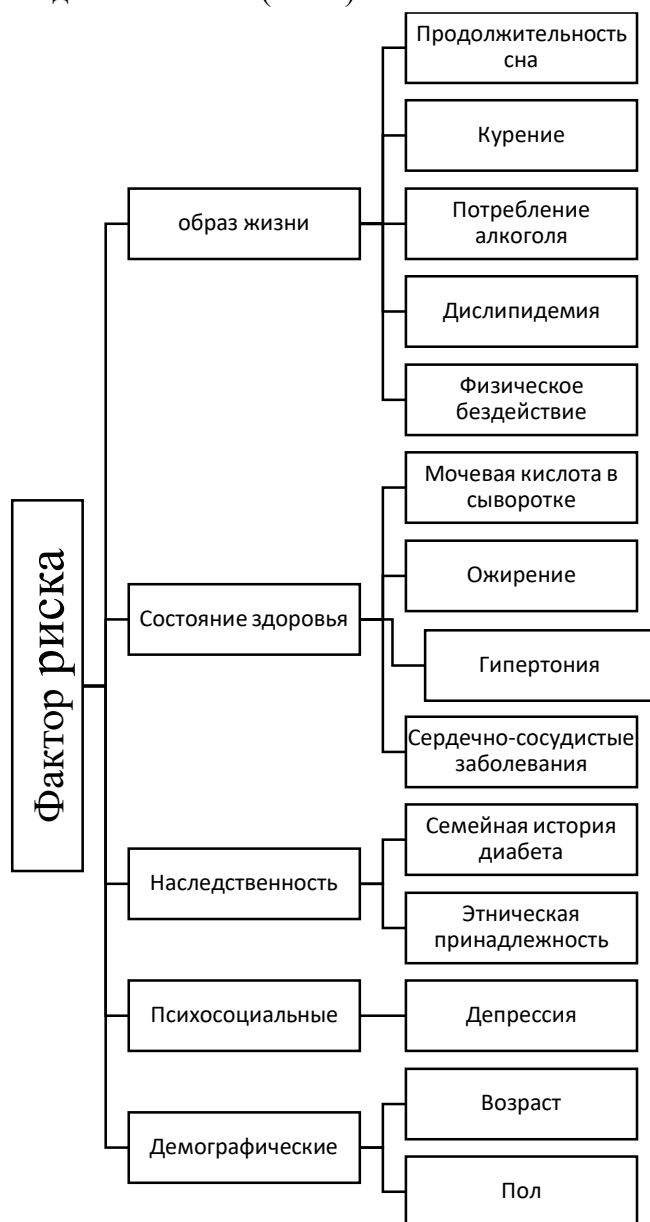 Продолжительность
сна
Курение
образ жизни
Потребление
алкоголя
Дислипидемия
Физическое
бездействие
Фактор риска
Мочевая кислота в
сыворотке
Ожирение
Состояние здоровья
Гипертония
Сердечно-сосудистые
заболевания
Наследственность
Семейная история
диабета
Этническая
принадлежность
Психосоциальные
Депрессия
Демографические
Возраст
Пол